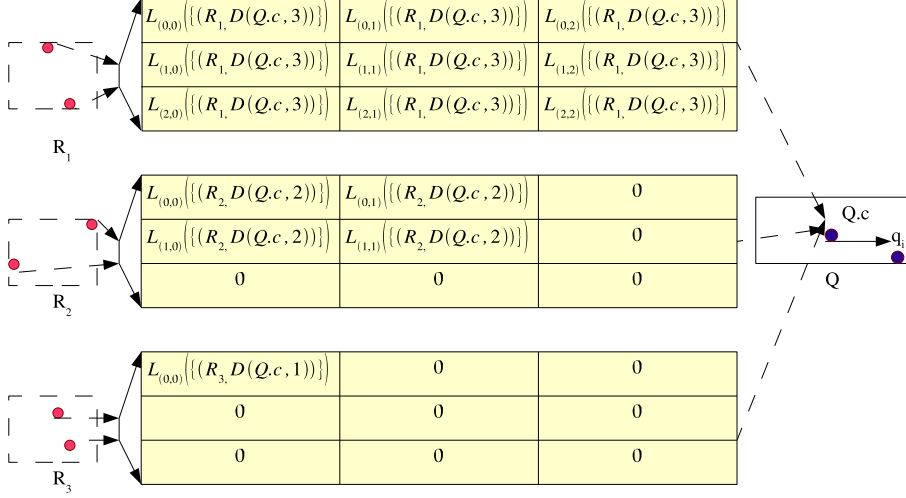 L(0,0)({(R1, D(Q.c,3))}) L(0,1)({(R1, D(Q.c,3))}) L(0,2)({(R1, D(Q.c,3))})
L(1,0)({(R1, D(Q.c,3))}) L(1,1)({(R1, D(Q.c,3))}) L(1,2)({(R1, D(Q.c,3))})
L(2,0)({(R1, D(Q.c,3))}) L(2,1)({(R1, D(Q.c,3))}) L(2,2)({(R1, D(Q.c,3))})
R1
L(0,0)({(R2, D(Q.c,2))}) L(0,1)({(R2, D(Q.c,2))}) 0
L(1,0)({(R2, D(Q.c,2))}) L(1,1)({(R2, D(Q.c,2))}) 0
0 0 0
R2
Q.c
qi
Q
L(0,0)({(R3, D(Q.c,1))}) 0 0
0 0 0
0 0 0
R3